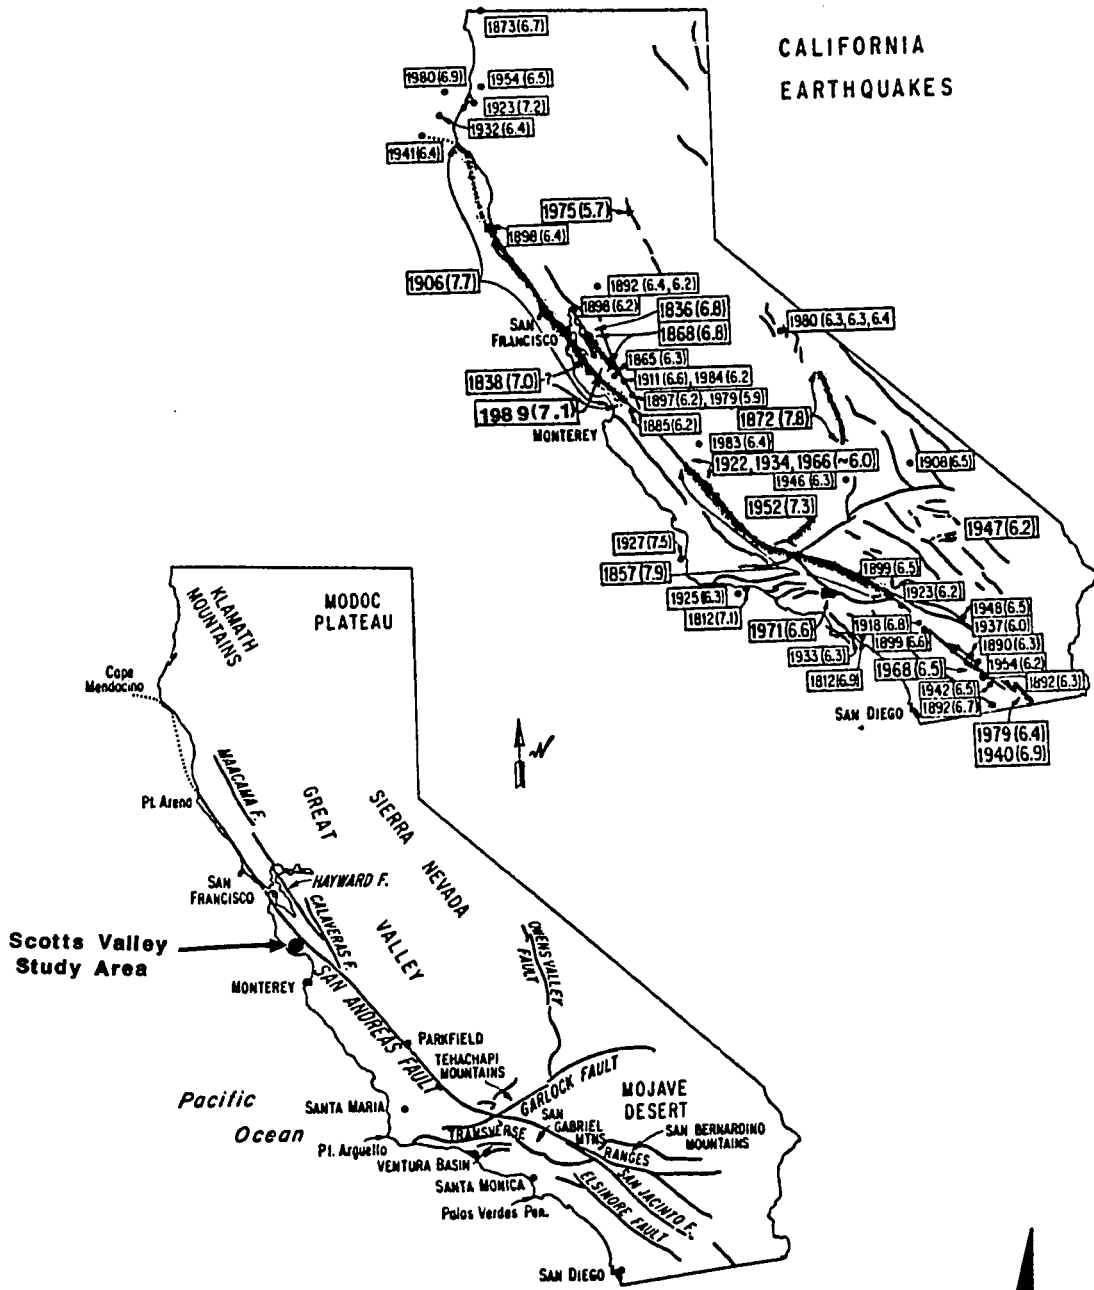 CALIFORNIA
EARTHQUAKES
1873(6.7)
1980(6.9)
1954(6.5)
1923(7.2)
1932(6.4)
1941(6.4)
1975(5.7)
1898(6.4)
1906(7.7)
1892(6.4,6.2)
1898(6.2)
1836(6.8)
1868(6.8)
SAN
FRANCISCO
1980(6.3,6.3,6.4
1865(6.3)
1838(7.0)
?
1911(6.6),1984(6.2
1897(6.2),1979(5.9)
1989(7.1)
1885(6.2)
1872(7.8)
MONTEREY
1983(6.4)
1922,1934,1966(~6.0)
1908(6.5)
1946(6.3)
1952(7.3)
1947(6.2)
1927(7.5)
1857(7.9)
1899(6.5)
1925(6.3)
1923(6.2)
1812(7.1)
1948(6.5)
1971(6.6)
1918(6.8)
1937(6.0)
1899(6.6)
1890(6.3)
1933(6.3)
1968(6.5)
1954(6.2)
1812(6.9)
1892(6.3)
1942(6.5)
1892(6.7)
SAN DIEGO
1979(6.4)
1940(6.9)
N
KLAMATH
MOUNTAINS
MODOC
PLATEAU
Cape
Mendocino
MAACAMA F.
Pt. Arena
GREAT
VALLEY
SIERRA
NEVADA
SAN
FRANCISCO
HAYWARD F.
CALAVERAS F.
Scotts Valley
Study Area
OWENS VALLEY
FAULT
MONTEREY
SAN ANDREAS FAULT
PARKFIELD
TEHACHAPI
MOUNTAINS
GARLOCK FAULT
MOJAVE
DESERT
Pacific
Ocean
SANTA MARIA
SAN
GABRIEL
MTNS
SAN BERNARDINO
MOUNTAINS
TRANSVERSE
RANGES
Pt. Arguello
VENTURA BASIN
SANTA MONICA
SAN JACINTO F.
ELSINORE FAULT
Palos Verdes Pen.
SAN DIEGO